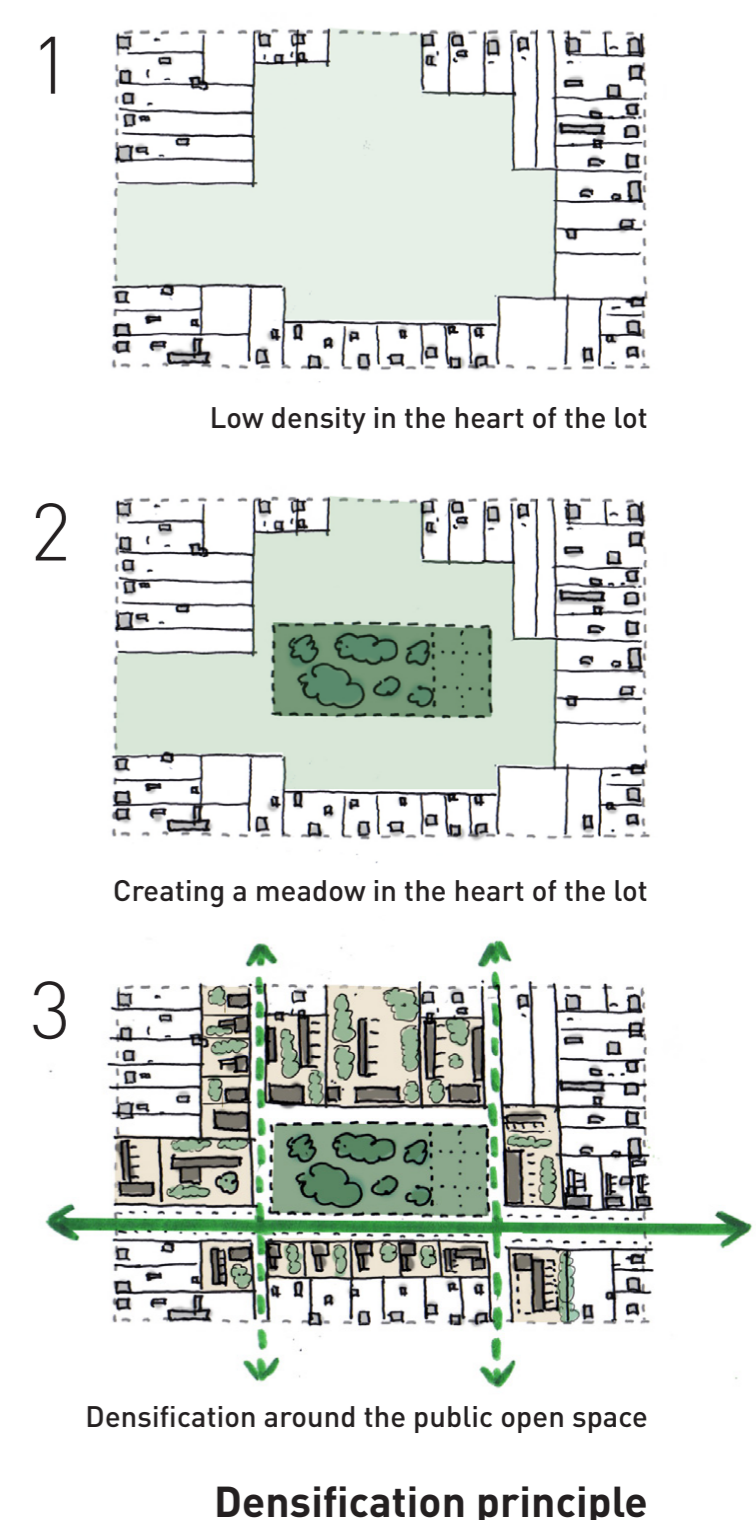 1
Low density in the heart of the lot
2
Creating a meadow in the heart of the lot
3
Densification around the public open space
Densification principle